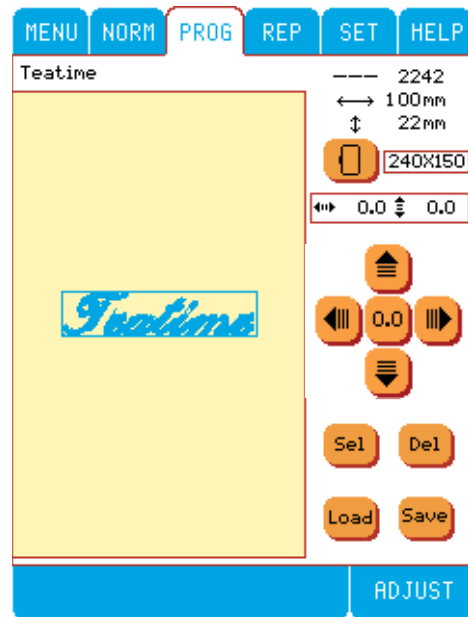 MENU NORM PROG REP SET HELP
Teatime
--- 2242
100mm
22mm
240X150
0.0 0.0
Teatime
0.0
Sel Del
Load Save
ADJUST